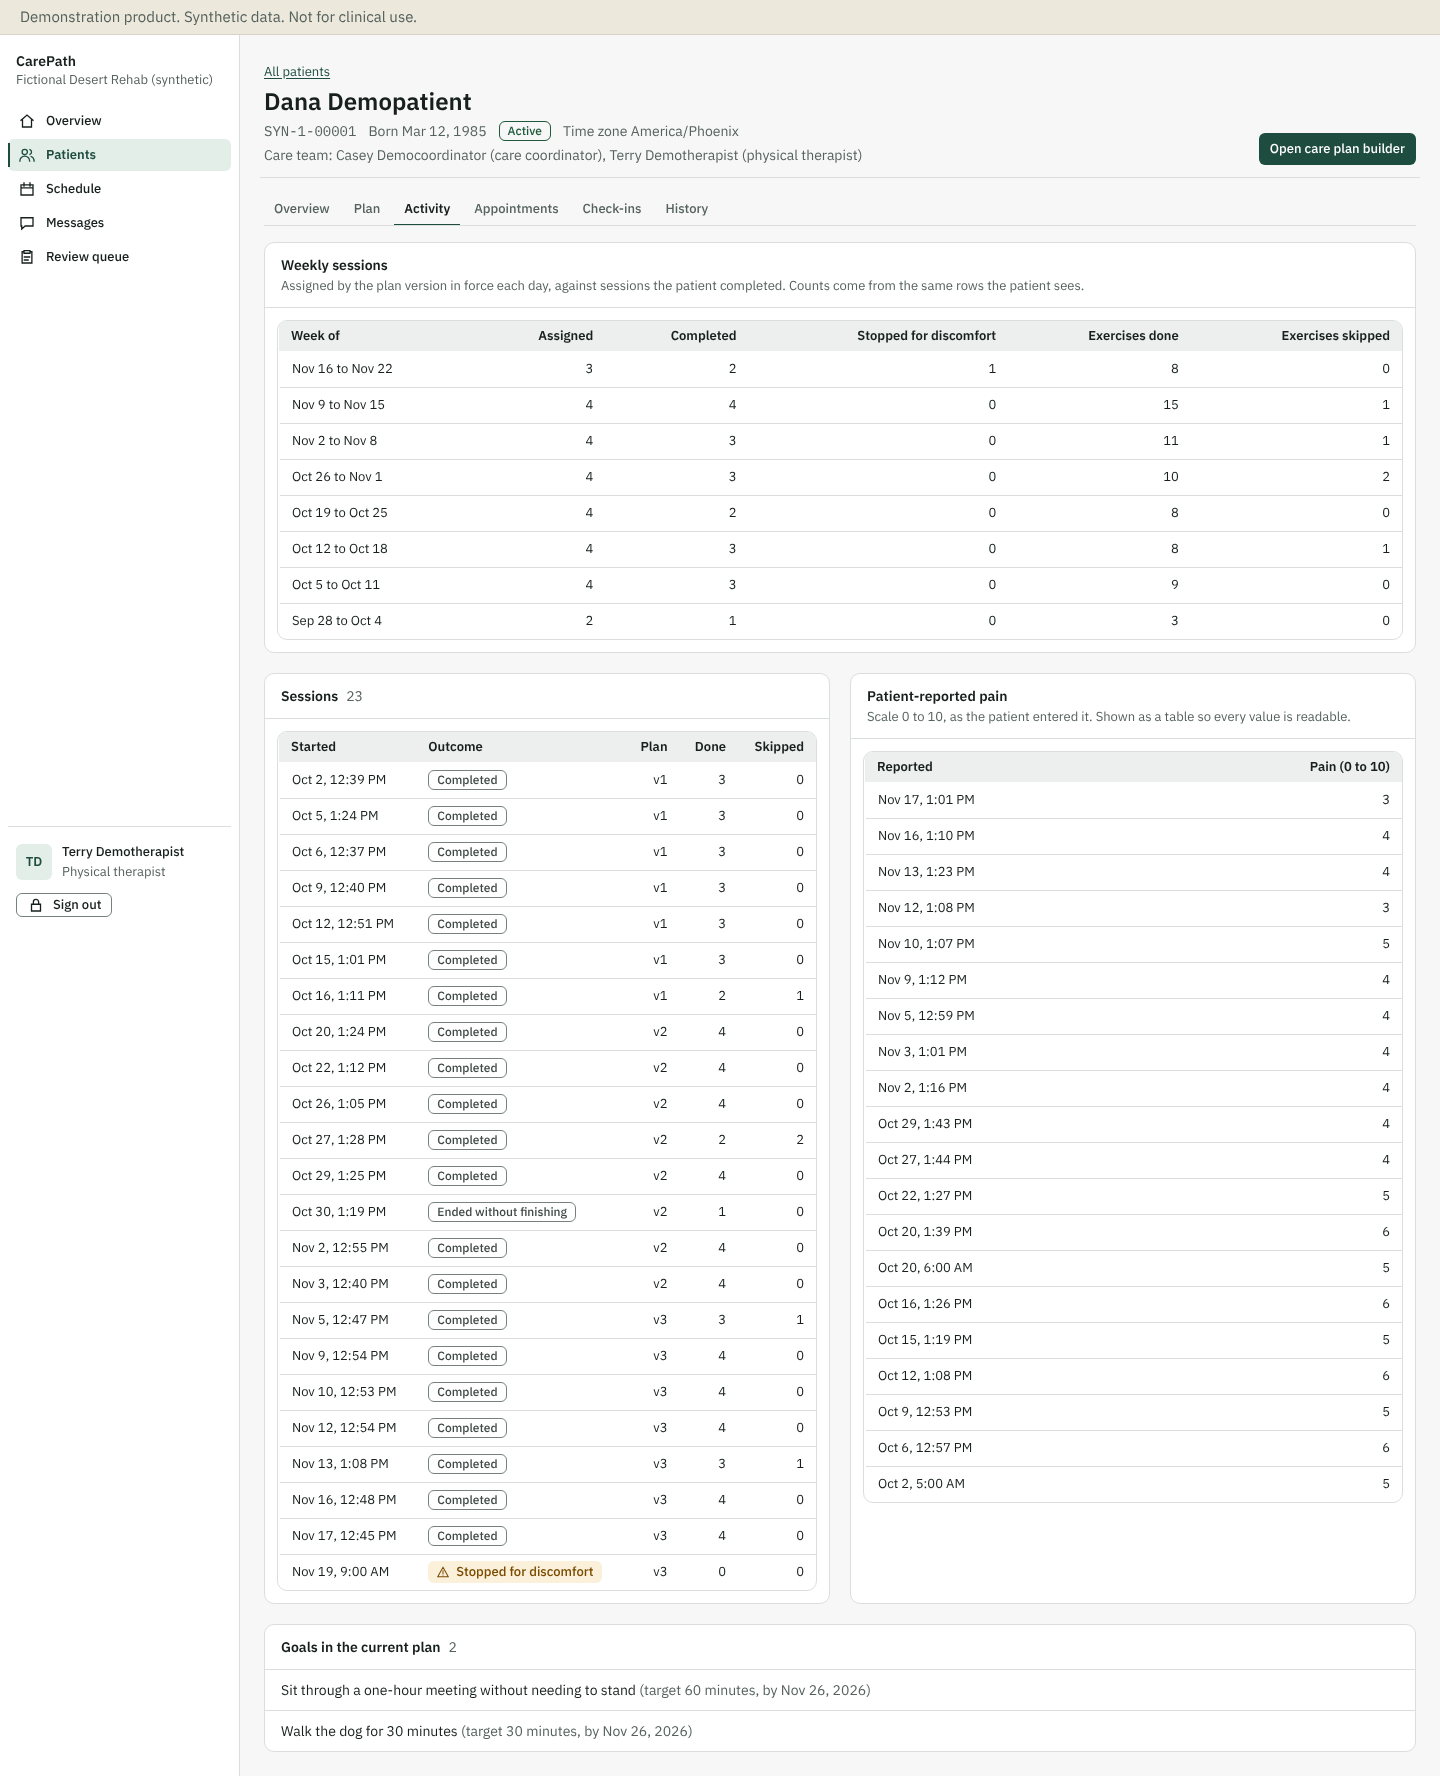 Demonstration product. Synthetic data. Not for clinical use.
CarePath
Fictional Desert Rehab (synthetic)
Overview
Patients
Schedule
Messages
Review queue
TD
Terry Demotherapist
Physical therapist
Sign out
All patients
Dana Demopatient
SYN-1-00001 Born Mar 12, 1985 Active Time zone America/Phoenix
Care team: Casey Democoordinator (care coordinator), Terry Demotherapist (physical therapist)
Open care plan builder
Overview Plan Activity Appointments Check-ins History
Weekly sessions
Assigned by the plan version in force each day, against sessions the patient completed. Counts come from the same rows the patient sees.
Week of Assigned Completed Stopped for discomfort Exercises done Exercises skipped
Nov 16 to Nov 22 3 2 1 8 0
Nov 9 to Nov 15 4 4 0 15 1
Nov 2 to Nov 8 4 3 0 11 1
Oct 26 to Nov 1 4 3 0 10 2
Oct 19 to Oct 25 4 2 0 8 0
Oct 12 to Oct 18 4 3 0 8 1
Oct 5 to Oct 11 4 3 0 9 0
Sep 28 to Oct 4 2 1 0 3 0
Sessions 23
Started Outcome Plan Done Skipped
Oct 2, 12:39 PM Completed v1 3 0
Oct 5, 1:24 PM Completed v1 3 0
Oct 6, 12:37 PM Completed v1 3 0
Oct 9, 12:40 PM Completed v1 3 0
Oct 12, 12:51 PM Completed v1 3 0
Oct 15, 1:01 PM Completed v1 3 0
Oct 16, 1:11 PM Completed v1 2 1
Oct 20, 1:24 PM Completed v2 4 0
Oct 22, 1:12 PM Completed v2 4 0
Oct 26, 1:05 PM Completed v2 4 0
Oct 27, 1:28 PM Completed v2 2 2
Oct 29, 1:25 PM Completed v2 4 0
Oct 30, 1:19 PM Ended without finishing v2 1 0
Nov 2, 12:55 PM Completed v2 4 0
Nov 3, 12:40 PM Completed v2 4 0
Nov 5, 12:47 PM Completed v3 3 1
Nov 9, 12:54 PM Completed v3 4 0
Nov 10, 12:53 PM Completed v3 4 0
Nov 12, 12:54 PM Completed v3 4 0
Nov 13, 1:08 PM Completed v3 3 1
Nov 16, 12:48 PM Completed v3 4 0
Nov 17, 12:45 PM Completed v3 4 0
Nov 19, 9:00 AM Stopped for discomfort v3 0 0
Patient-reported pain
Scale 0 to 10, as the patient entered it. Shown as a table so every value is readable.
Reported Pain (0 to 10)
Nov 17, 1:01 PM 3
Nov 16, 1:10 PM 4
Nov 13, 1:23 PM 4
Nov 12, 1:08 PM 3
Nov 10, 1:07 PM 5
Nov 9, 1:12 PM 4
Nov 5, 12:59 PM 4
Nov 3, 1:01 PM 4
Nov 2, 1:16 PM 4
Oct 29, 1:43 PM 4
Oct 27, 1:44 PM 4
Oct 22, 1:27 PM 5
Oct 20, 1:39 PM 6
Oct 20, 6:00 AM 5
Oct 16, 1:26 PM 6
Oct 15, 1:19 PM 5
Oct 12, 1:08 PM 6
Oct 9, 12:53 PM 5
Oct 6, 12:57 PM 6
Oct 2, 5:00 AM 5
Goals in the current plan 2
Sit through a one-hour meeting without needing to stand (target 60 minutes, by Nov 26, 2026)
Walk the dog for 30 minutes (target 30 minutes, by Nov 26, 2026)